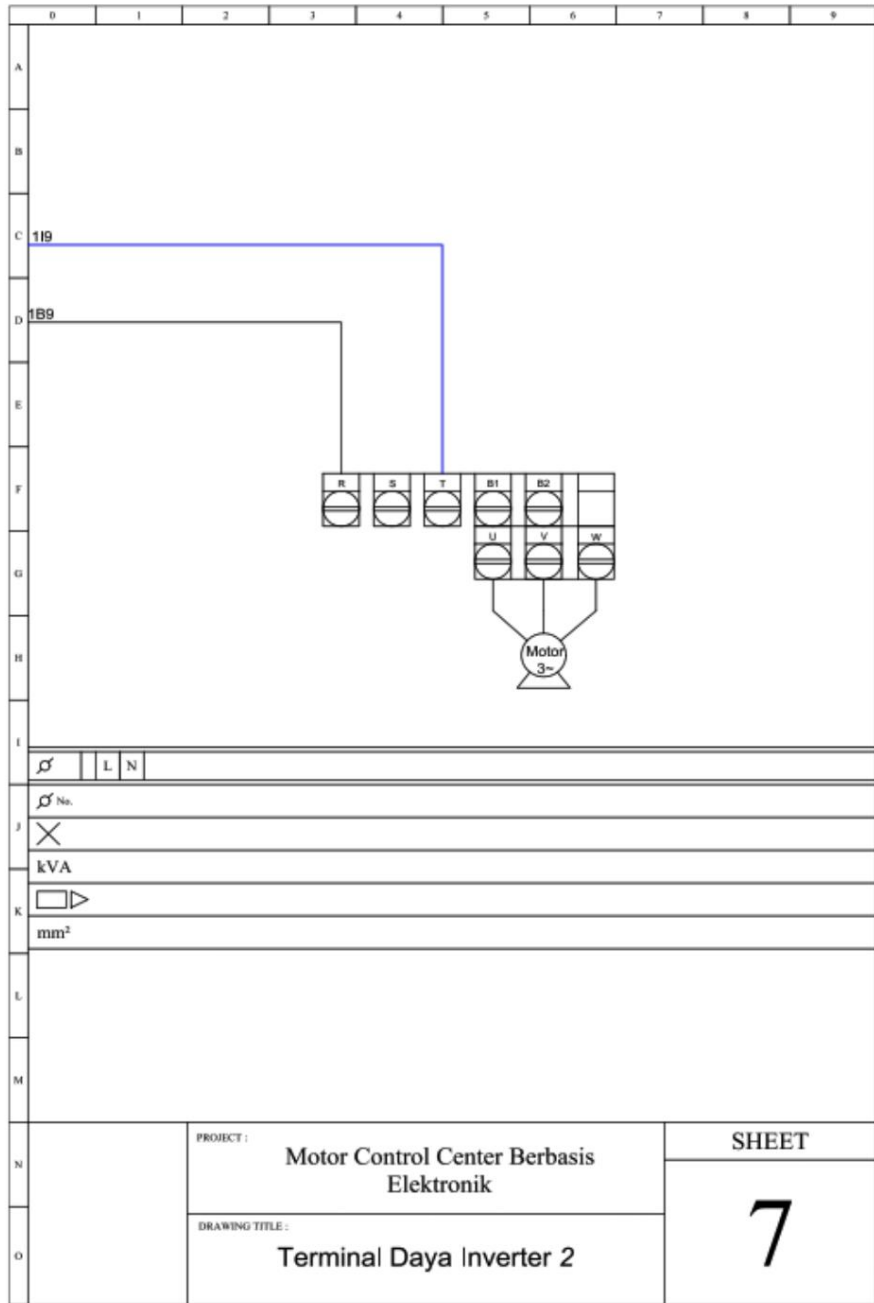 0 1 2 3 4 5 6 7 8 9
A
B
C
1I9
D
1B9
E
F
R S T B1 B2
U V W
G
H
Motor
3~
I
L N
No.
J
kVA
K
mm²
L
M
N
O
PROJECT :
Motor Control Center Berbasis
Elektronik
DRAWING TITLE :
Terminal Daya Inverter 2
SHEET
7